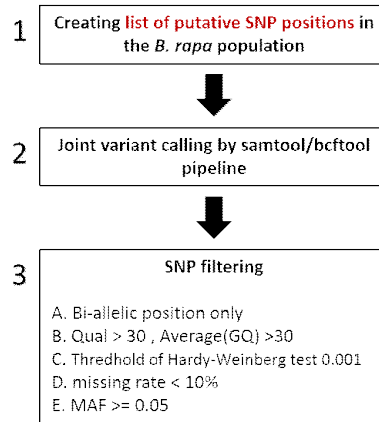 1
Creating list of putative SNP positions in
the B. rapa population
2
Joint variant calling by samtool/bcftool
pipeline
3
SNP filtering
A. Bi-allelic position only
B. Qual > 30 , Average(GQ) >30
C. Thredhold of Hardy-Weinberg test 0.001
D. missing rate < 10%
E. MAF >= 0.05